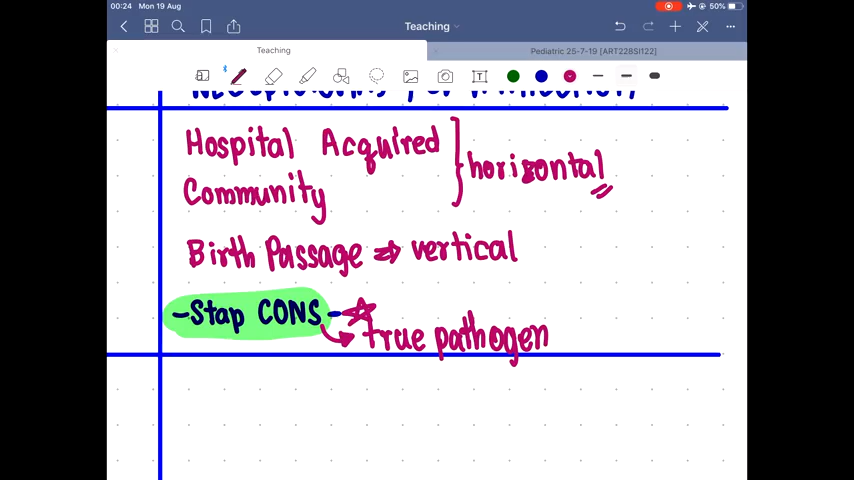 00:24 Mon 19 Aug
50%
Teaching
Teaching
Pediatric 25-7-19 [ART228SI122]
Hospital Acquired
Community
horizontal
Birth Passage ⇒ vertical
-Stap CONS -
True pathogen